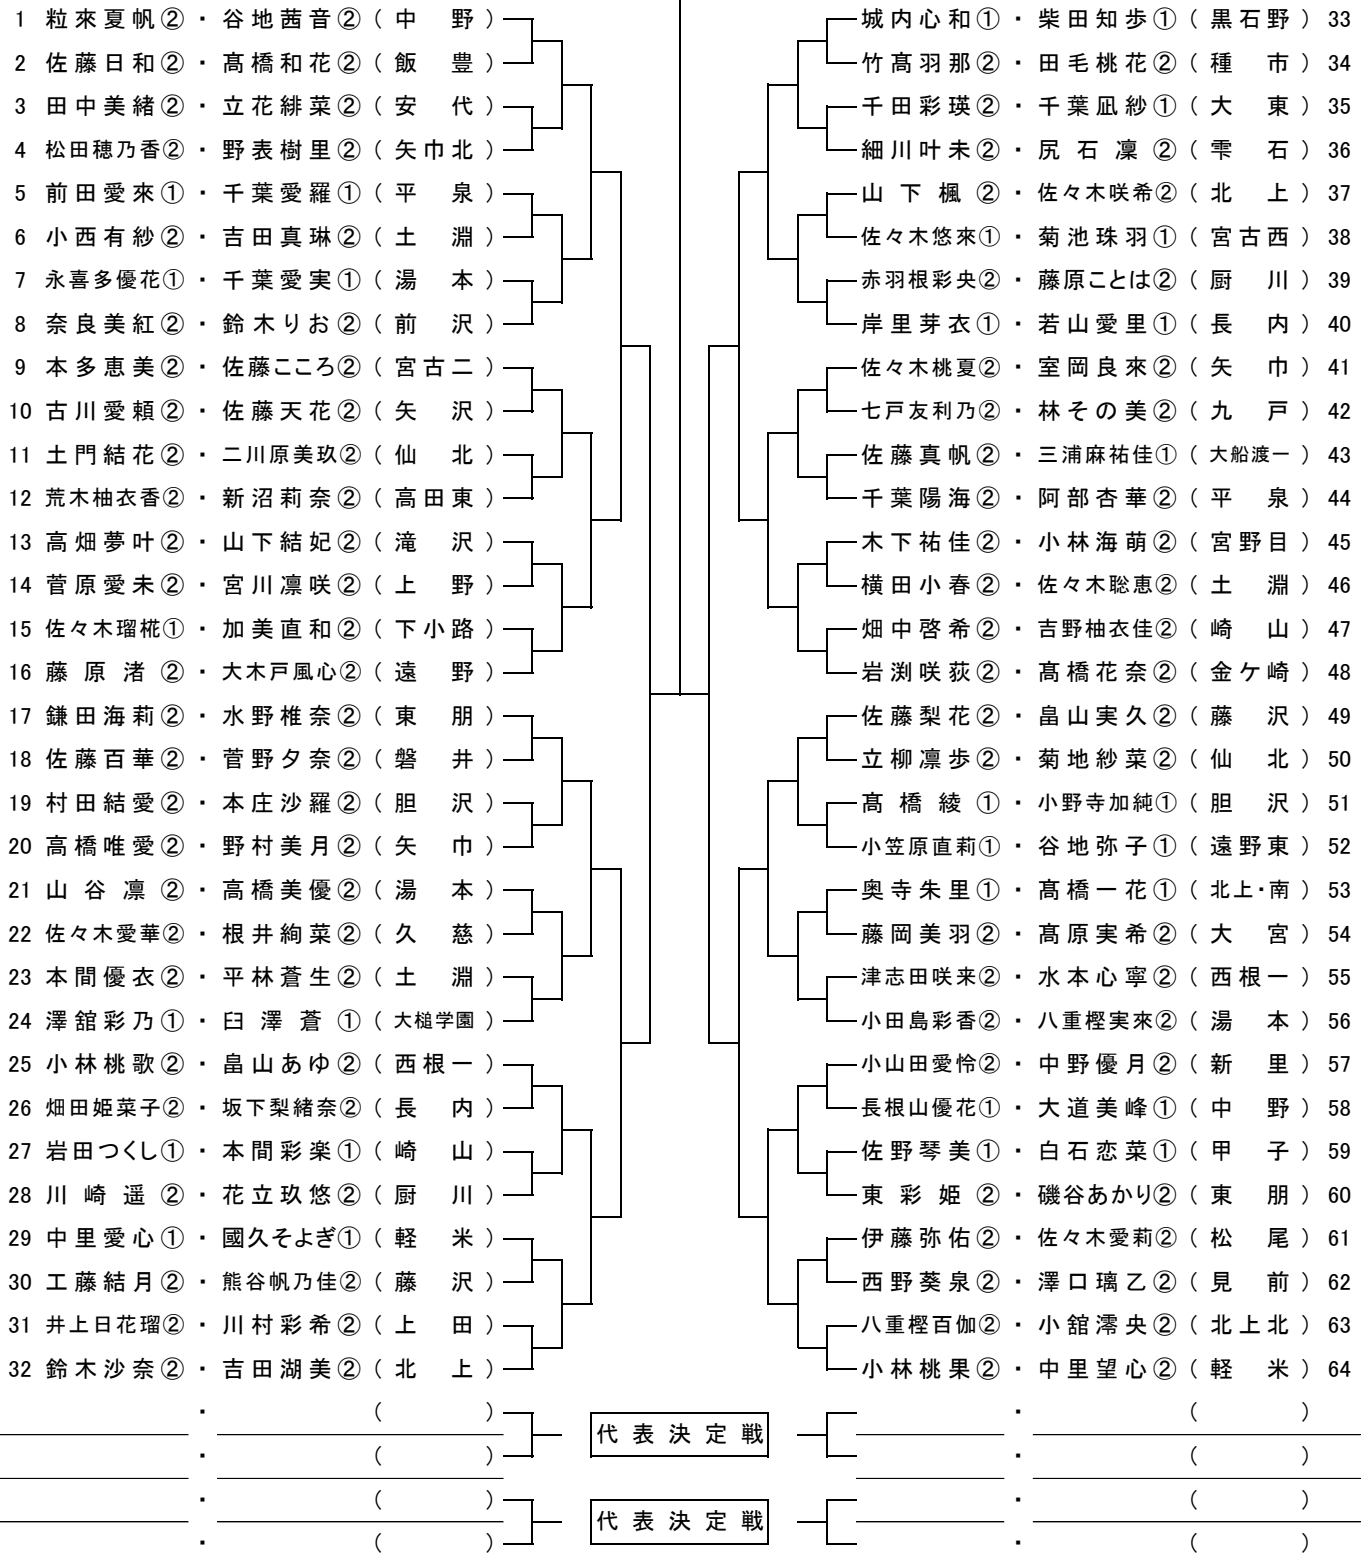 1 粒來夏帆② ・ 谷地茜音② ( 中 野 )
2 佐藤日和② ・ 髙橋和花② ( 飯 豊 )
3 田中美緒② ・ 立花緋菜② ( 安 代 )
4 松田穂乃香② ・ 野表樹里② ( 矢巾北 )
5 前田愛來① ・ 千葉愛羅① ( 平 泉 )
6 小西有紗② ・ 吉田真琳② ( 土 淵 )
7 永喜多優花① ・ 千葉愛実① ( 湯 本 )
8 奈良美紅② ・ 鈴木りお② ( 前 沢 )
9 本多恵美② ・ 佐藤こころ② ( 宮古二 )
10 古川愛頼② ・ 佐藤天花② ( 矢 沢 )
11 土門結花② ・ 二川原美玖② ( 仙 北 )
12 荒木柚衣香② ・ 新沼莉奈② ( 高田東 )
13 高畑夢叶② ・ 山下結妃② ( 滝 沢 )
14 菅原愛未② ・ 宮川凛咲② ( 上 野 )
15 佐々木瑠椛① ・ 加美直和② ( 下小路 )
16 藤原渚② ・ 大木戸風心② ( 遠 野 )
17 鎌田海莉② ・ 水野椎奈② ( 東 朋 )
18 佐藤百華② ・ 菅野夕奈② ( 磐 井 )
19 村田結愛② ・ 本庄沙羅② ( 胆 沢 )
20 高橋唯愛② ・ 野村美月② ( 矢 巾 )
21 山谷凛② ・ 高橋美優② ( 湯 本 )
22 佐々木愛華② ・ 根井絢菜② ( 久 慈 )
23 本間優衣② ・ 平林蒼生② ( 土 淵 )
24 澤舘彩乃① ・ 臼澤蒼① ( 大槌学園 )
25 小林桃歌② ・ 畠山あゆ② ( 西根一 )
26 畑田姫菜子② ・ 坂下梨緒奈② ( 長 内 )
27 岩田つくし① ・ 本間彩楽① ( 崎 山 )
28 川崎遥② ・ 花立玖悠② ( 厨 川 )
29 中里愛心① ・ 國久そよぎ① ( 軽 米 )
30 工藤結月② ・ 熊谷帆乃佳② ( 藤 沢 )
31 井上日花瑠② ・ 川村彩希② ( 上 田 )
32 鈴木沙奈② ・ 吉田湖美② ( 北 上 )
・ ( )
・ ( )
・ ( )
・ ( )
代表決定戦
代表決定戦
城内心和① ・ 柴田知歩① ( 黒石野 ) 33
竹髙羽那② ・ 田毛桃花② ( 種 市 ) 34
千田彩瑛② ・ 千葉凪紗① ( 大 東 ) 35
細川叶未② ・ 尻石凜② ( 雫 石 ) 36
山下楓② ・ 佐々木咲希② ( 北 上 ) 37
佐々木悠來① ・ 菊池珠羽① ( 宮古西 ) 38
赤羽根彩央② ・ 藤原ことは② ( 厨 川 ) 39
岸里芽衣① ・ 若山愛里① ( 長 内 ) 40
佐々木桃夏② ・ 室岡良來② ( 矢 巾 ) 41
七戸友利乃② ・ 林その美② ( 九 戸 ) 42
佐藤真帆② ・ 三浦麻祐佳① ( 大船渡一 ) 43
千葉陽海② ・ 阿部杏華② ( 平 泉 ) 44
木下祐佳② ・ 小林海萌② ( 宮野目 ) 45
横田小春② ・ 佐々木聡恵② ( 土 淵 ) 46
畑中啓希② ・ 吉野柚衣佳② ( 崎 山 ) 47
岩渕咲荻② ・ 髙橋花奈② ( 金ケ崎 ) 48
佐藤梨花② ・ 畠山実久② ( 藤 沢 ) 49
立柳凛歩② ・ 菊地紗菜② ( 仙 北 ) 50
髙橋綾① ・ 小野寺加純① ( 胆 沢 ) 51
小笠原直莉① ・ 谷地弥子① ( 遠野東 ) 52
奥寺朱里① ・ 髙橋一花① ( 北上・南 ) 53
藤岡美羽② ・ 髙原実希② ( 大 宮 ) 54
津志田咲来② ・ 水本心寧② ( 西根一 ) 55
小田島彩香② ・ 八重樫実來② ( 湯 本 ) 56
小山田愛怜② ・ 中野優月② ( 新 里 ) 57
長根山優花① ・ 大道美峰① ( 中 野 ) 58
佐野琴美① ・ 白石恋菜① ( 甲 子 ) 59
東彩姫② ・ 磯谷あかり② ( 東 朋 ) 60
伊藤弥佑② ・ 佐々木愛莉② ( 松 尾 ) 61
西野葵泉② ・ 澤口璃乙② ( 見 前 ) 62
八重樫百伽② ・ 小舘澪央② ( 北上北 ) 63
小林桃果② ・ 中里望心② ( 軽 米 ) 64
・ ( )
・ ( )
・ ( )
・ ( )